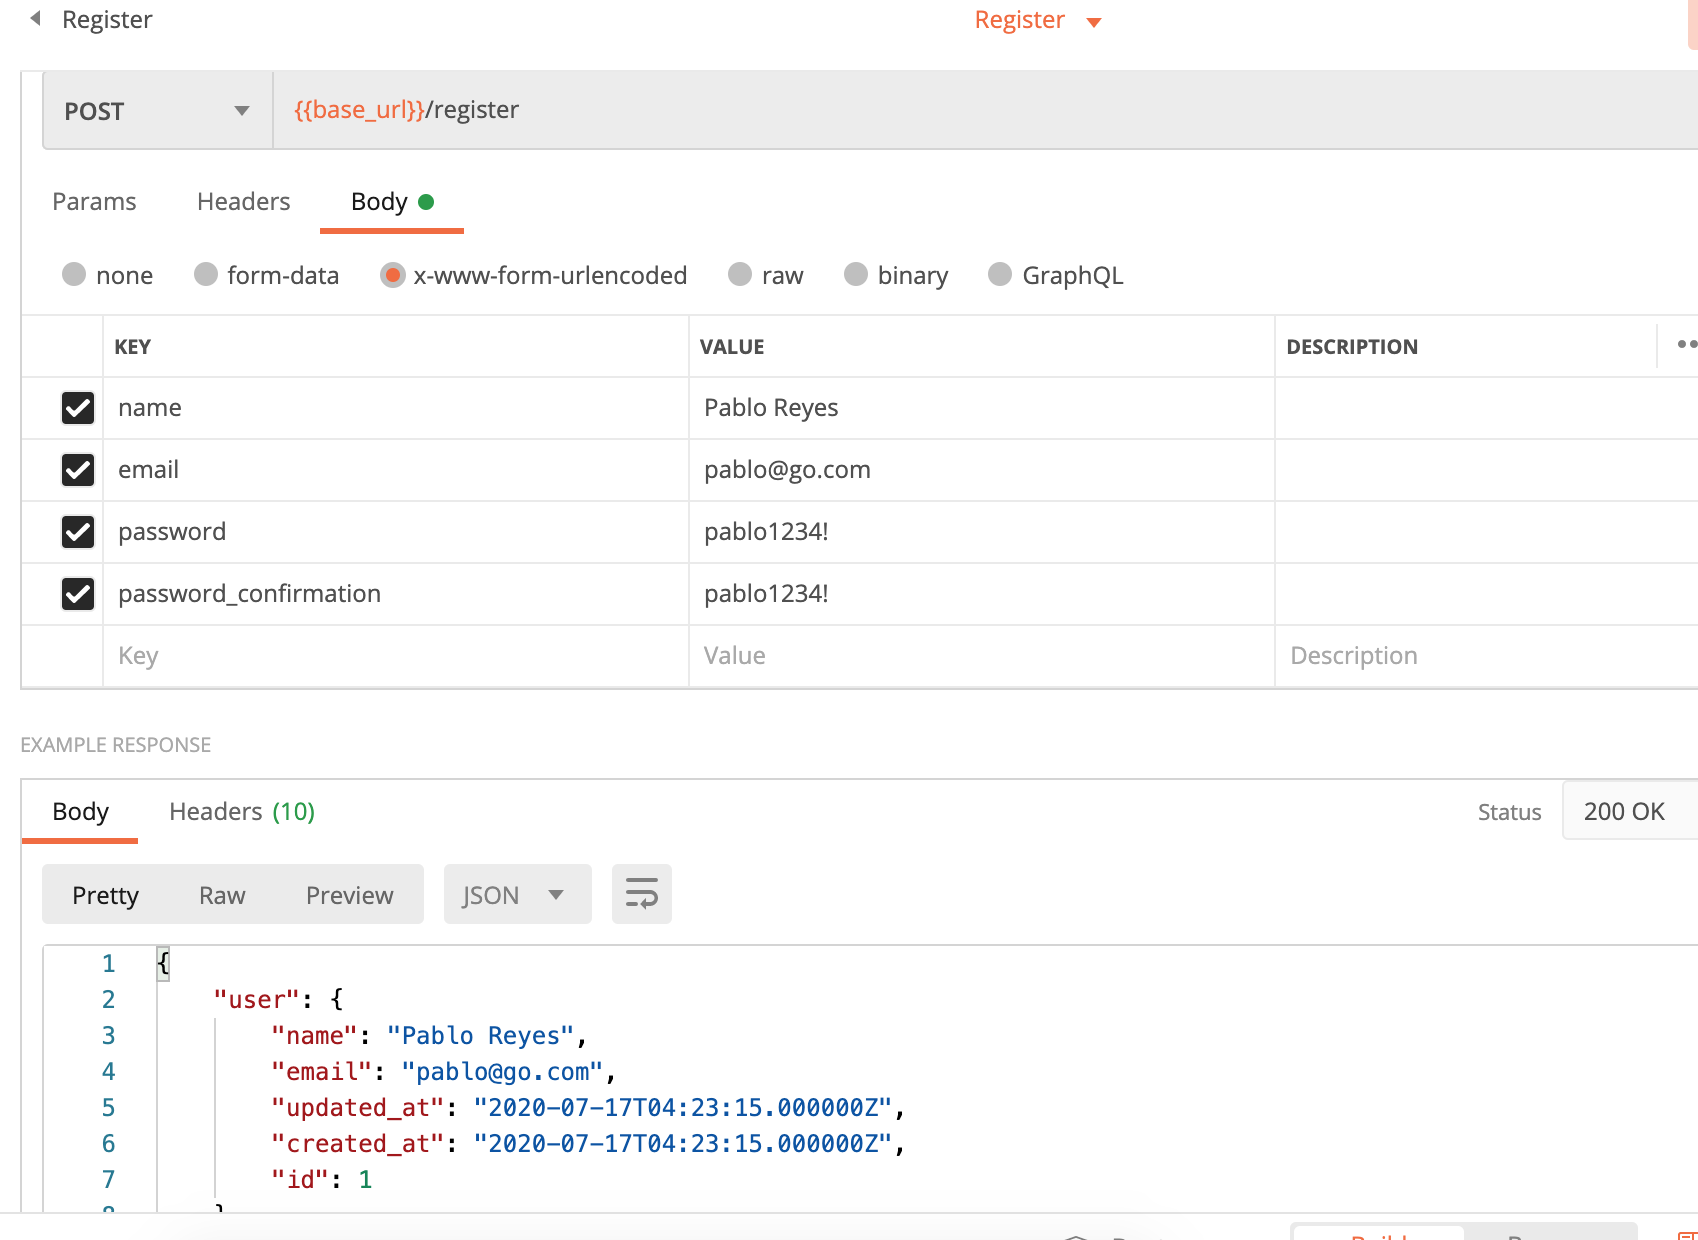 Register Register
POST {{base_url}}/register
Params Headers Body
none form-data x-www-form-urlencoded raw binary GraphQL
KEY VALUE DESCRIPTION
name Pablo Reyes
email pablo@go.com
password pablo1234!
password_confirmation pablo1234!
Key Value Description
EXAMPLE RESPONSE
Body Headers (10) Status 200 OK
Pretty Raw Preview JSON
1 {
2 "user": {
3 "name": "Pablo Reyes",
4 "email": "pablo@go.com",
5 "updated_at": "2020-07-17T04:23:15.000000Z",
6 "created_at": "2020-07-17T04:23:15.000000Z",
7 "id": 1